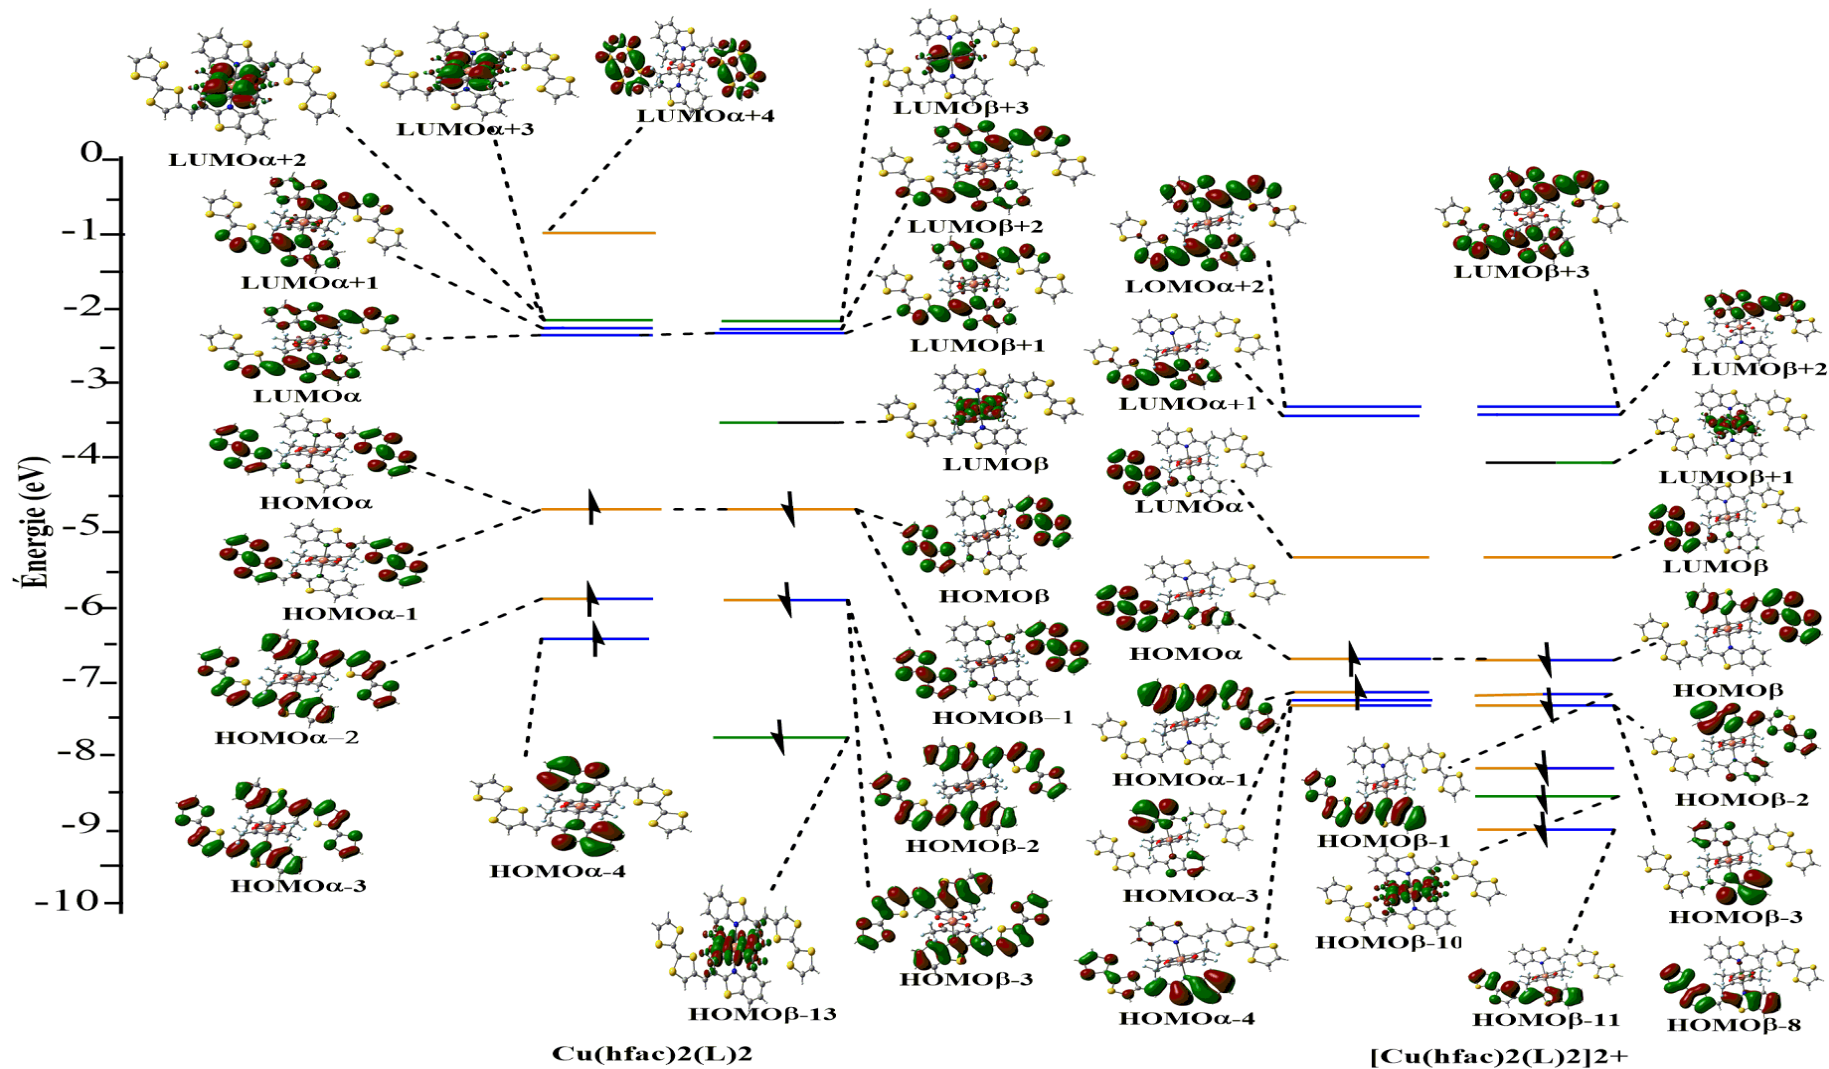 LUMOα+2
LUMOα+3
LUMOα+4
LUMOβ+3
0
-1
-2
-3
-4
-5
-6
-7
-8
-9
-10
Énergie (eV)
LUMOα+1
LUMOα
HOMOα
HOMOα-1
HOMOα-2
HOMOα-3
HOMOα-4
LUMOβ+2
LUMOβ+1
LUMOβ
HOMOβ
HOMOβ-1
HOMOβ-2
HOMOβ-3
HOMOβ-13
Cu(hfac)2(L)2
LOMOα+2
LUMOα+1
LUMOα
HOMOα
HOMOα-1
HOMOα-3
HOMOα-4
LUMOβ+3
LUMOβ+2
LUMOβ+1
LUMOβ
HOMOβ
HOMOβ-2
HOMOβ-1
HOMOβ-3
HOMOβ-10
HOMOβ-11
HOMOβ-8
[Cu(hfac)2(L)2]2+